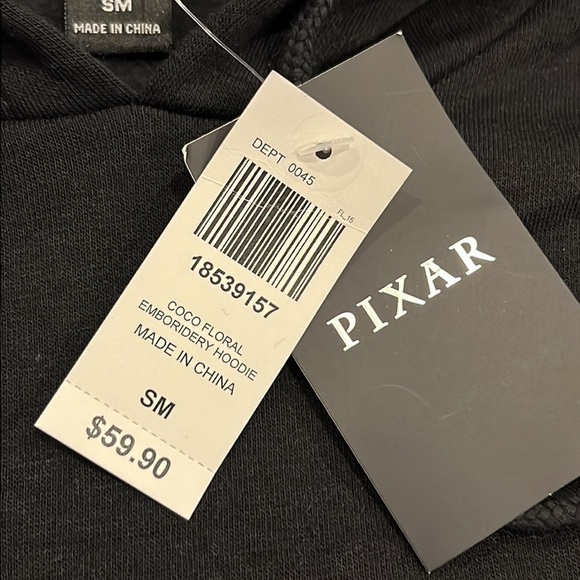 SM
MADE IN CHINA
DEPT 0045
FL_15
18539157
COCO FLORAL
EMBORIDERY HOODIE
MADE IN CHINA
SM
$59.90
PIXAR